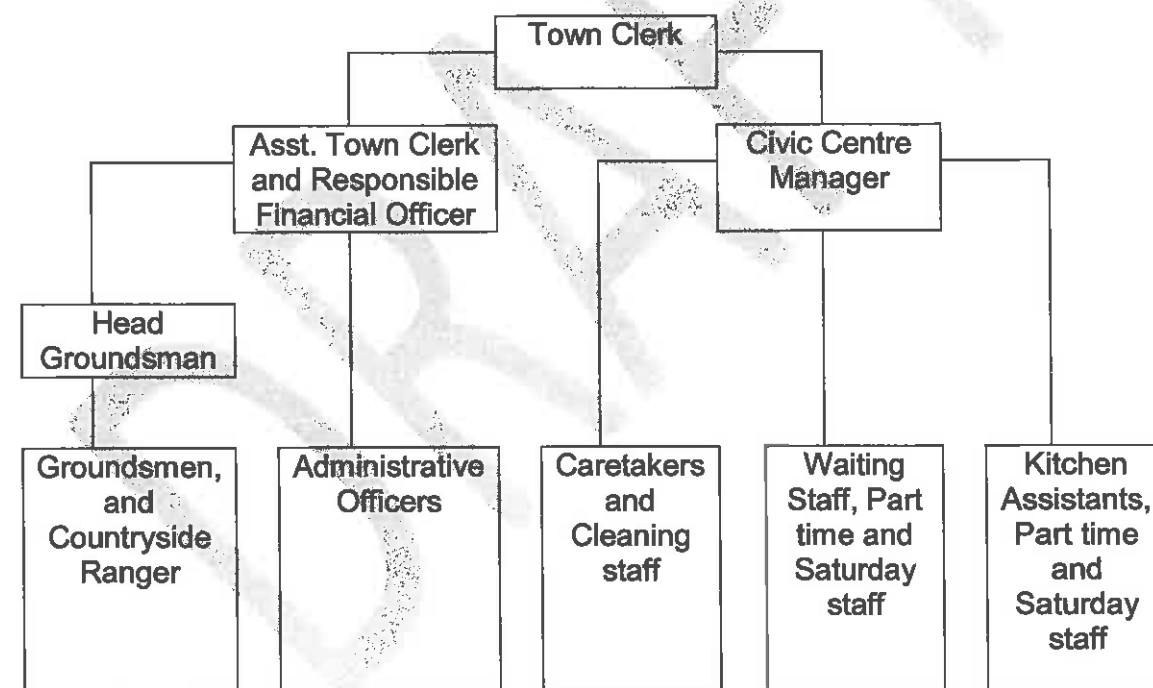 Town Clerk
Asst. Town Clerk
and Responsible
Financial Officer
Civic Centre
Manager
Head
Groundsman
Groundsmen,
and
Countryside
Ranger
Administrative
Officers
Caretakers
and
Cleaning
staff
Waiting
Staff, Part
time and
Saturday
staff
Kitchen
Assistants,
Part time
and
Saturday
staff
DRAFT